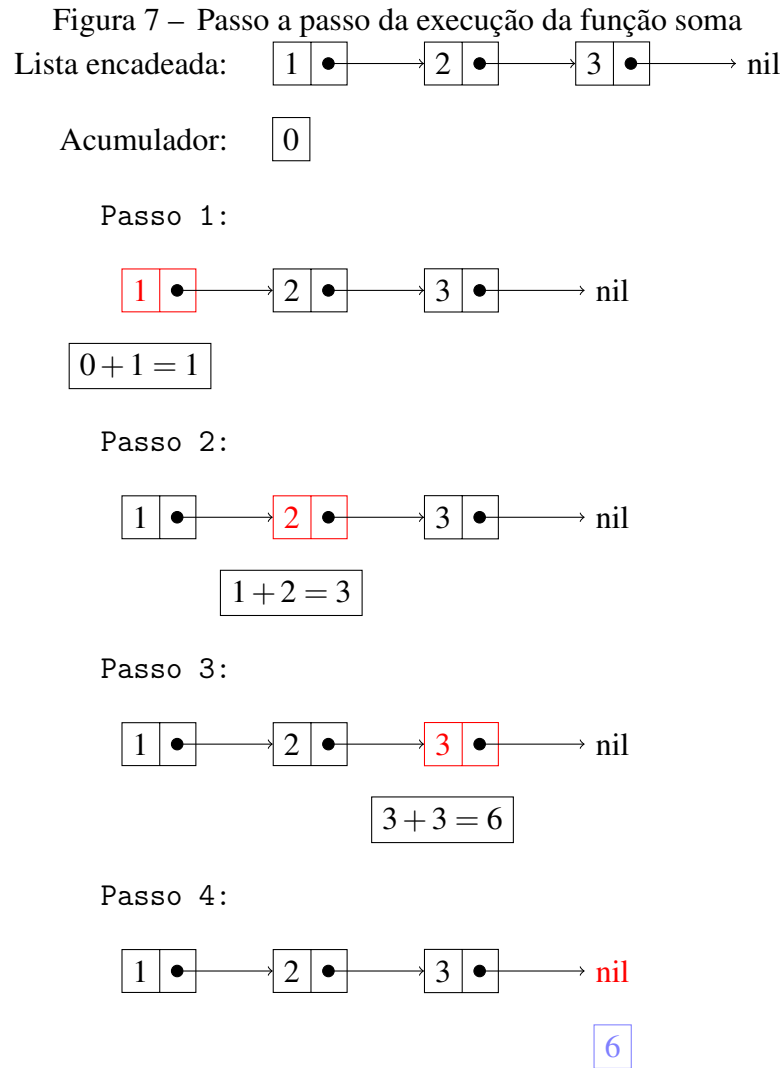 Figura 7 – Passo a passo da execução da função soma
Lista encadeada: 1 2 3 nil
Acumulador: 0
Passo 1:
1 2 3 nil
0 + 1 = 1
Passo 2:
1 2 3 nil
1 + 2 = 3
Passo 3:
1 2 3 nil
3 + 3 = 6
Passo 4:
1 2 3 nil
6